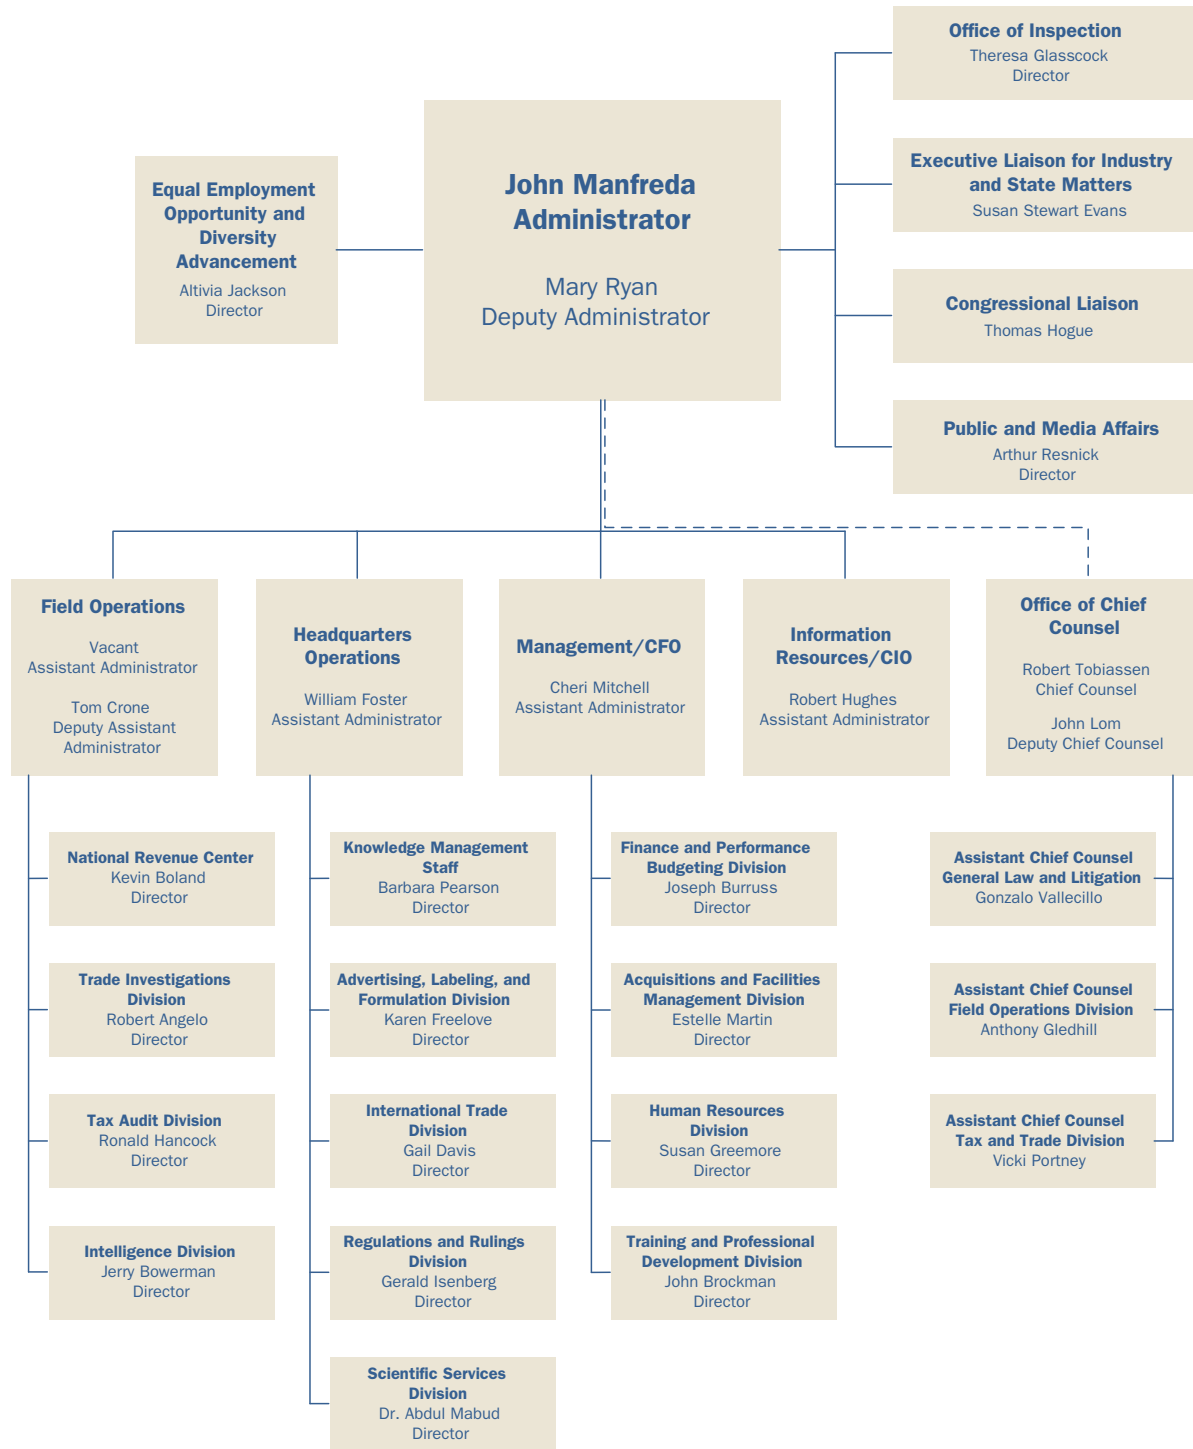 Office of Inspection
Theresa Glasscock
Director
Executive Liaison for Industry
and State Matters
Susan Stewart Evans
Congressional Liaison
Thomas Hogue
Public and Media Affairs
Arthur Resnick
Director
Equal Employment
Opportunity and
Diversity
Advancement
Altivia Jackson
Director
John Manfreda
Administrator
Mary Ryan
Deputy Administrator
Field Operations
Vacant
Assistant Administrator
Tom Crone
Deputy Assistant
Administrator
Headquarters
Operations
William Foster
Assistant Administrator
Management/CFO
Cheri Mitchell
Assistant Administrator
Information
Resources/CIO
Robert Hughes
Assistant Administrator
Office of Chief
Counsel
Robert Tobiassen
Chief Counsel
John Lom
Deputy Chief Counsel
National Revenue Center
Kevin Boland
Director
Trade Investigations
Division
Robert Angelo
Director
Tax Audit Division
Ronald Hancock
Director
Intelligence Division
Jerry Bowerman
Director
Knowledge Management
Staff
Barbara Pearson
Director
Advertising, Labeling, and
Formulation Division
Karen Freelove
Director
International Trade
Division
Gail Davis
Director
Regulations and Rulings
Division
Gerald Isenberg
Director
Scientific Services
Division
Dr. Abdul Mabud
Director
Finance and Performance
Budgeting Division
Joseph Burruss
Director
Acquisitions and Facilities
Management Division
Estelle Martin
Director
Human Resources
Division
Susan Greemore
Director
Training and Professional
Development Division
John Brockman
Director
Assistant Chief Counsel
General Law and Litigation
Gonzalo Vallecillo
Assistant Chief Counsel
Field Operations Division
Anthony Gledhill
Assistant Chief Counsel
Tax and Trade Division
Vicki Portney